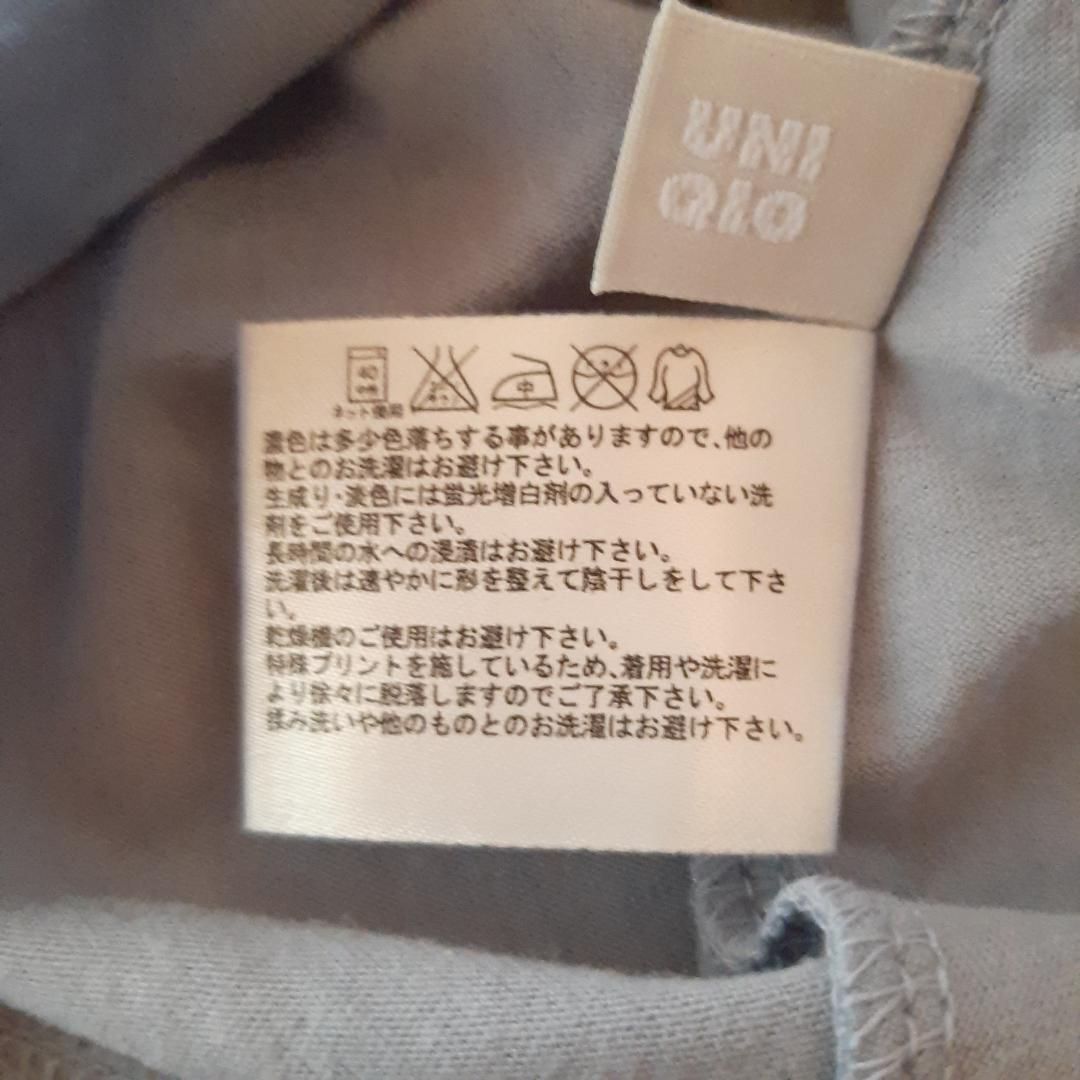 UNI
QLO
40
中
ネット使用
濃色は多少色落ちする事がありますので、他の
物とのお洗濯はお避け下さい。
生成り・淡色には蛍光増白剤の入っていない洗
剤をご使用下さい。
長時間の水への浸漬はお避け下さい。
洗濯後は速やかに形を整えて陰干しをして下さ
い。
乾燥機のご使用はお避け下さい。
特殊プリントを施しているため、着用や洗濯に
より徐々に脱落しますのでご了承下さい。
揉み洗いや他のものとのお洗濯はお避け下さい。